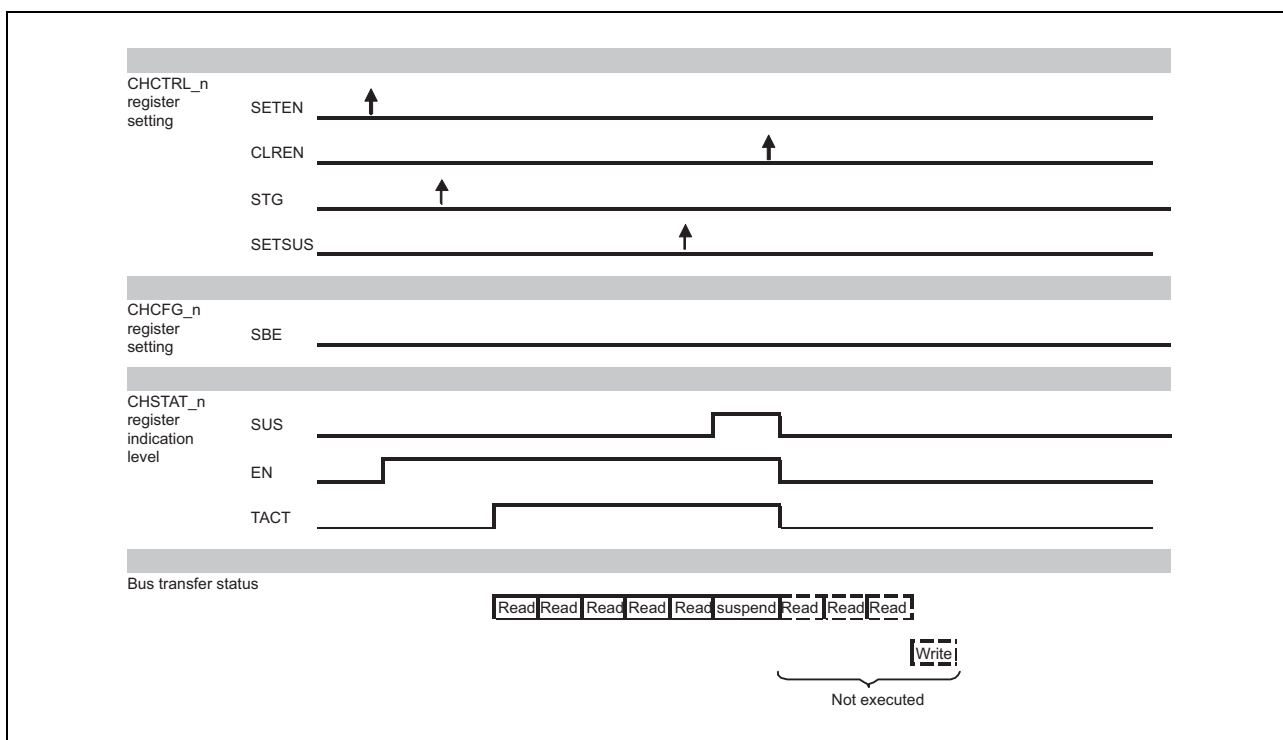 CHCTRL_n
register
setting
SETEN
CLREN
STG
SETSUS
CHCFG_n
register
setting
SBE
CHSTAT_n
register
indication
level
SUS
EN
TACT
Bus transfer status
Read Read Read Read Read suspend Read Read Read
Write
Not executed